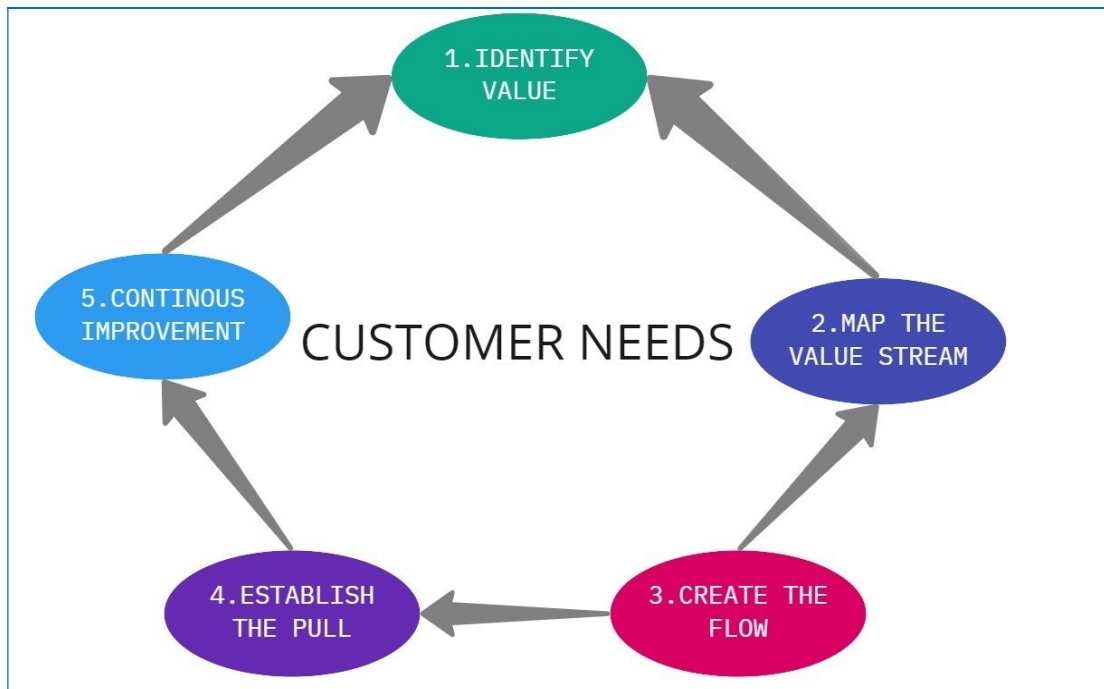 1.IDENTIFY
VALUE
2.MAP THE
VALUE STREAM
3.CREATE THE
FLOW
4.ESTABLISH
THE PULL
5.CONTINOUS
IMPROVEMENT
CUSTOMER NEEDS